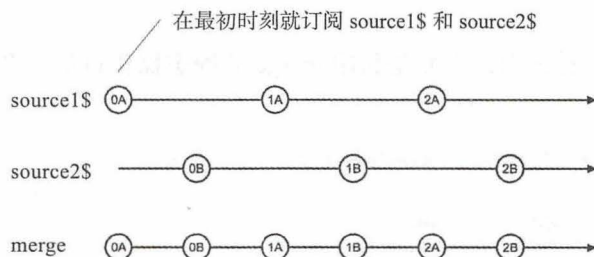 在最初时刻就订阅 source1$ 和 source2$
source1$ 0A 1A 2A
source2$ 0B 1B 2B
merge 0A 0B 1A 1B 2A 2B